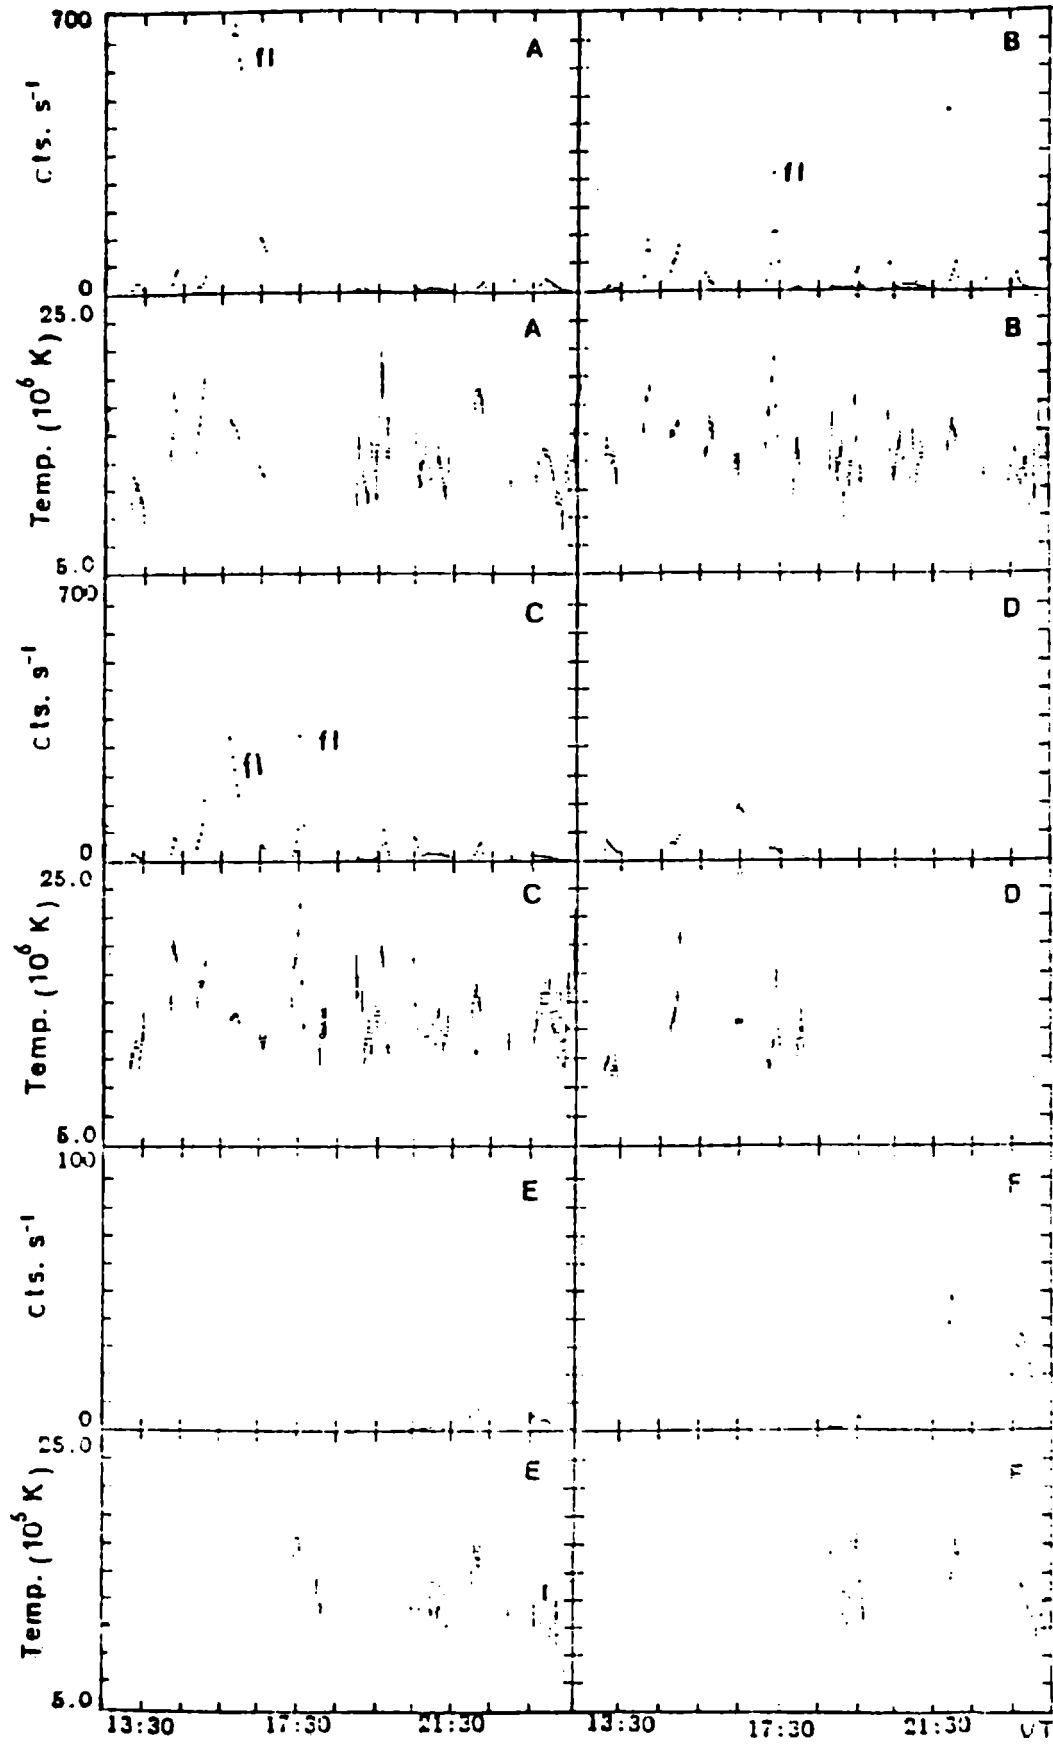 700
A
B
fl
cts. s⁻¹
fl
0
25.0
A
B
Temp. (10⁶ K)
5.0
700
C
D
cts. s⁻¹
fl
fl
0
25.0
C
D
Temp. (10⁶ K)
5.0
100
E
F
cts. s⁻¹
0
25.0
E
F
Temp. (10⁶ K)
5.0
13:30 17:30 21:30 13:30 17:30 21:30 UT